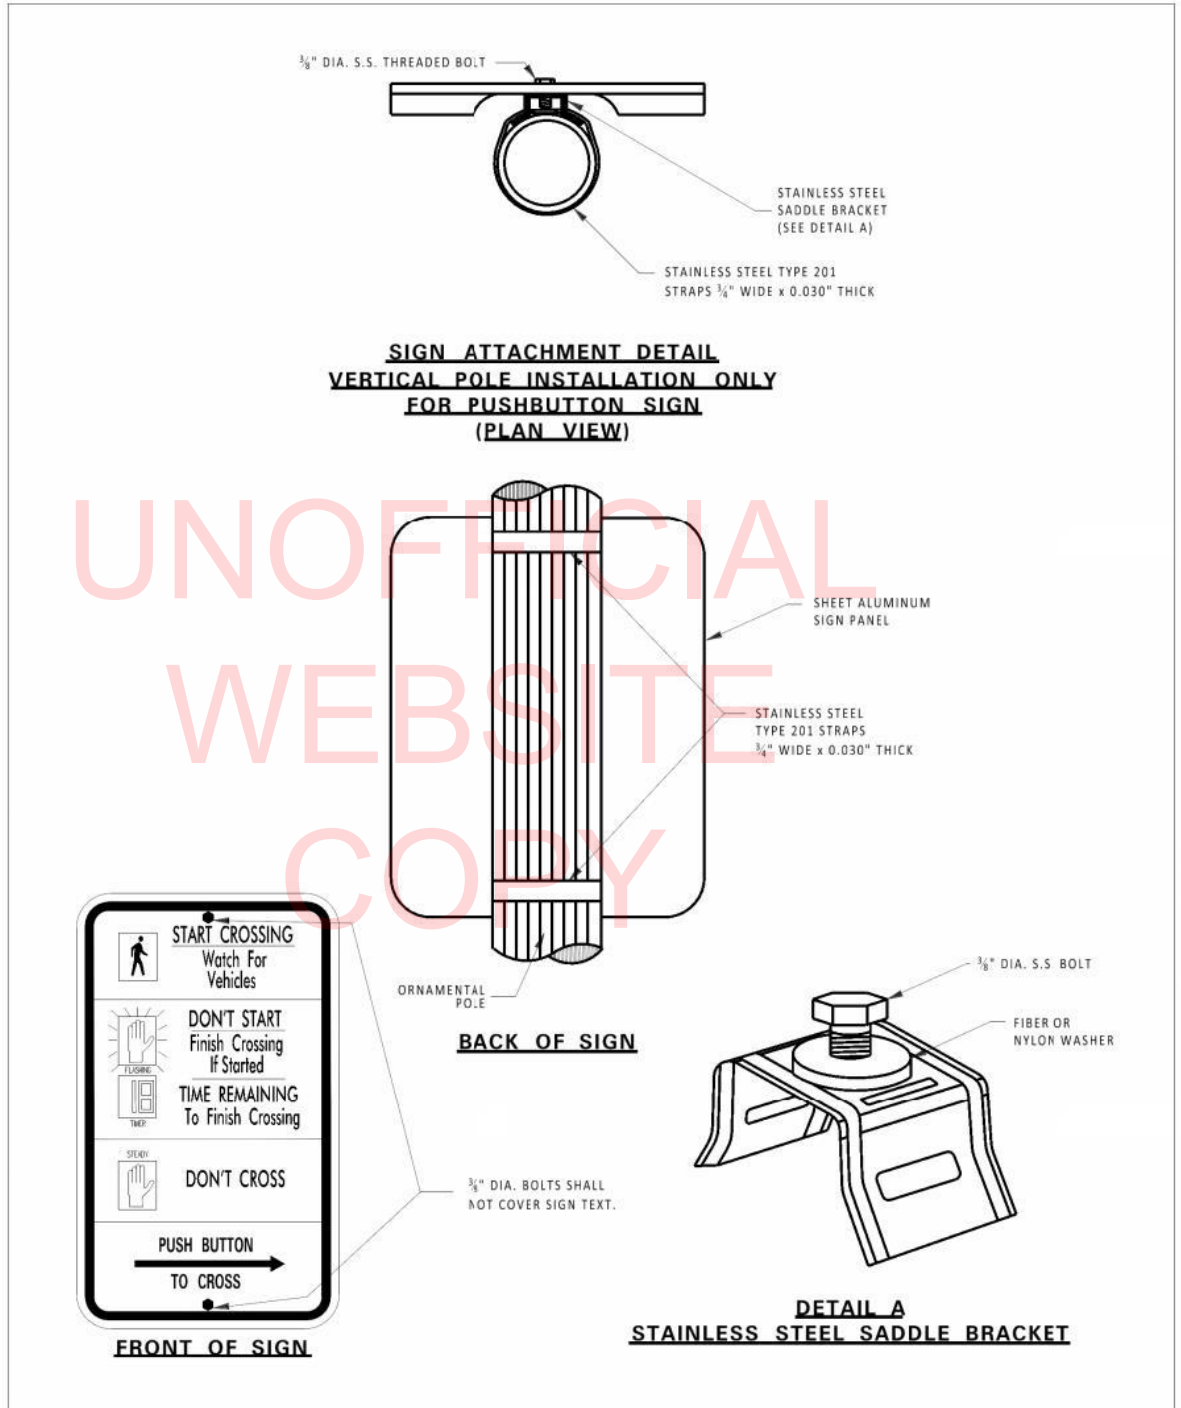 3/8" DIA. S.S. THREADED BOLT
STAINLESS STEEL
SADDLE BRACKET
(SEE DETAIL A)
STAINLESS STEEL TYPE 201
STRAPS 3/4" WIDE x 0.030" THICK
SIGN ATTACHMENT DETAIL
VERTICAL POLE INSTALLATION ONLY
FOR PUSHBUTTON SIGN
(PLAN VIEW)
UNOFFICIAL
WEBSITE
COPY
SHEET ALUMINUM
SIGN PANEL
STAINLESS STEEL
TYPE 201 STRAPS
3/4" WIDE x 0.030" THICK
ORNAMENTAL
POLE
BACK OF SIGN
START CROSSING
Watch For
Vehicles
DON'T START
Finish Crossing
If Started
FLASHING
TIME REMAINING
To Finish Crossing
TIMER
STEADY
DON'T CROSS
PUSH BUTTON
TO CROSS
FRONT OF SIGN
3/8" DIA. BOLTS SHALL
NOT COVER SIGN TEXT.
3/8" DIA. S.S BOLT
FIBER OR
NYLON WASHER
DETAIL A
STAINLESS STEEL SADDLE BRACKET